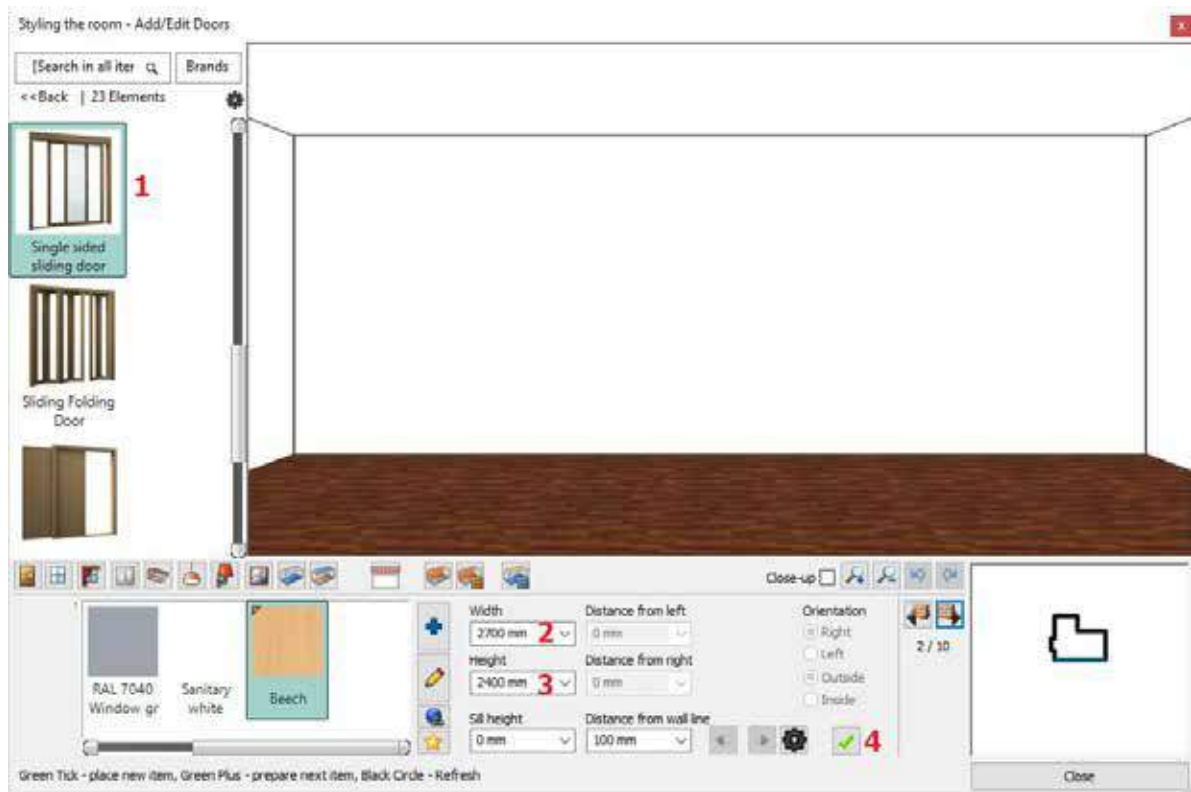 Styling the room - Add/Edit Doors
x
[Search in all iter
Brands
<<Back | 23 Elements
1
Single sided
sliding door
Sliding Folding
Door
Close-up
Width
Distance from left
Orientation
2700 mm
2
0 mm
Right
Left
2 / 10
Height
Distance from right
2400 mm
3
0 mm
Outside
Inside
RAL 7040
Window gr
Sanitary
white
Beech
Sill height
Distance from wall line
0 mm
100 mm
4
Green Tick - place new item, Green Plus - prepare next item, Black Circle - Refresh
Close